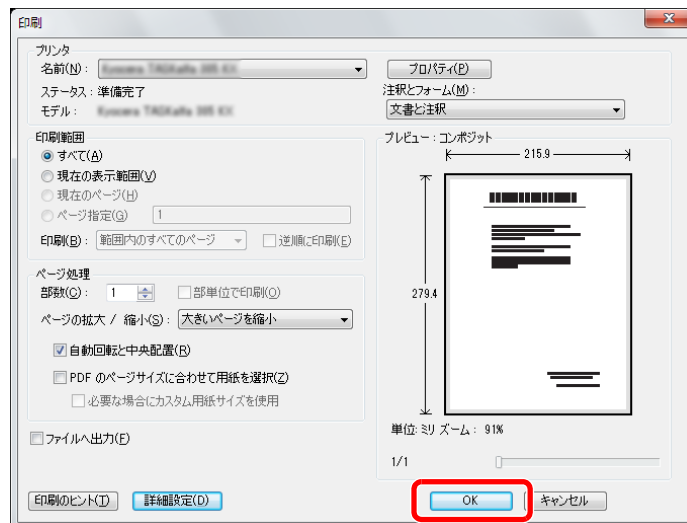 印刷
プリンタ
名前(N):
プロパティ(P)
ステータス: 準備完了
注釈とフォーム(M):
モデル:
文書と注釈
印刷範囲
すべて(A)
現在の表示範囲(V)
現在のページ(H)
ページ指定(G) 1
印刷(B): 範囲内のすべてのページ 逆順に印刷(E)
ページ処理
部数(C): 1 部単位で印刷(O)
ページの拡大 / 縮小(S): 大きいページを縮小
自動回転と中央配置(R)
PDF のページサイズに合わせて用紙を選択(Z)
必要な場合にカスタム用紙サイズを使用
ファイルへ出力(F)
プレビュー: コンポジット
215.9
279.4
単位: ミリ ズーム: 91%
1/1
印刷のヒント(T) 詳細設定(D) OK キャンセル